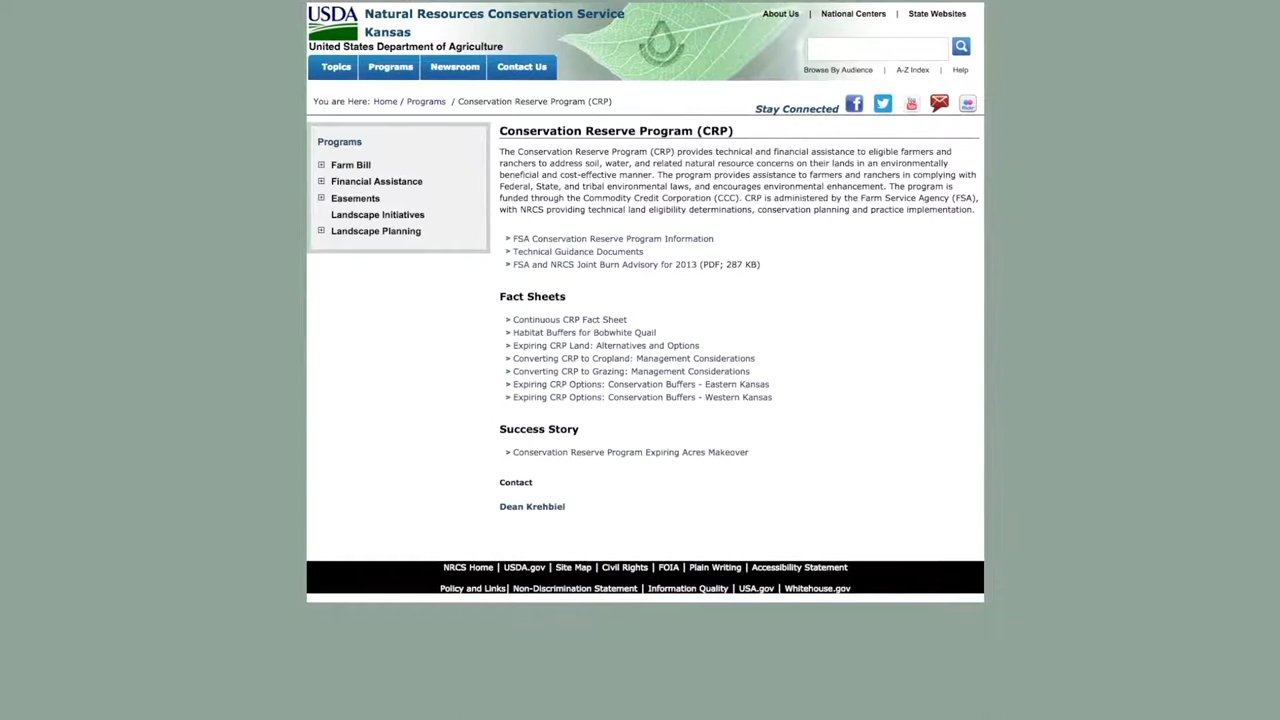 USDA
Natural Resources Conservation Service
Kansas
United States Department of Agriculture
About Us | National Centers | State Websites
Browse By Audience | A-Z Index | Help
Topics Programs Newsroom Contact Us
You are Here: Home / Programs / Conservation Reserve Program (CRP)
Stay Connected
Programs
Farm Bill
Financial Assistance
Easements
Landscape Initiatives
Landscape Planning
Conservation Reserve Program (CRP)
The Conservation Reserve Program (CRP) provides technical and financial assistance to eligible farmers and
ranchers to address soil, water, and related natural resource concerns on their lands in an environmentally
beneficial and cost-effective manner. The program provides assistance to farmers and ranchers in complying with
Federal, State, and tribal environmental laws, and encourages environmental enhancement. The program is
funded through the Commodity Credit Corporation (CCC). CRP is administered by the Farm Service Agency (FSA),
with NRCS providing technical land eligibility determinations, conservation planning and practice implementation.
> FSA Conservation Reserve Program Information
> Technical Guidance Documents
> FSA and NRCS Joint Burn Advisory for 2013 (PDF; 287 KB)
Fact Sheets
> Continuous CRP Fact Sheet
> Habitat Buffers for Bobwhite Quail
> Expiring CRP Land: Alternatives and Options
> Converting CRP to Cropland: Management Considerations
> Converting CRP to Grazing: Management Considerations
> Expiring CRP Options: Conservation Buffers - Eastern Kansas
> Expiring CRP Options: Conservation Buffers - Western Kansas
Success Story
> Conservation Reserve Program Expiring Acres Makeover
Contact
Dean Krehbiel
NRCS Home | USDA.gov | Site Map | Civil Rights | FOIA | Plain Writing | Accessibility Statement
Policy and Links| Non-Discrimination Statement | Information Quality | USA.gov | Whitehouse.gov